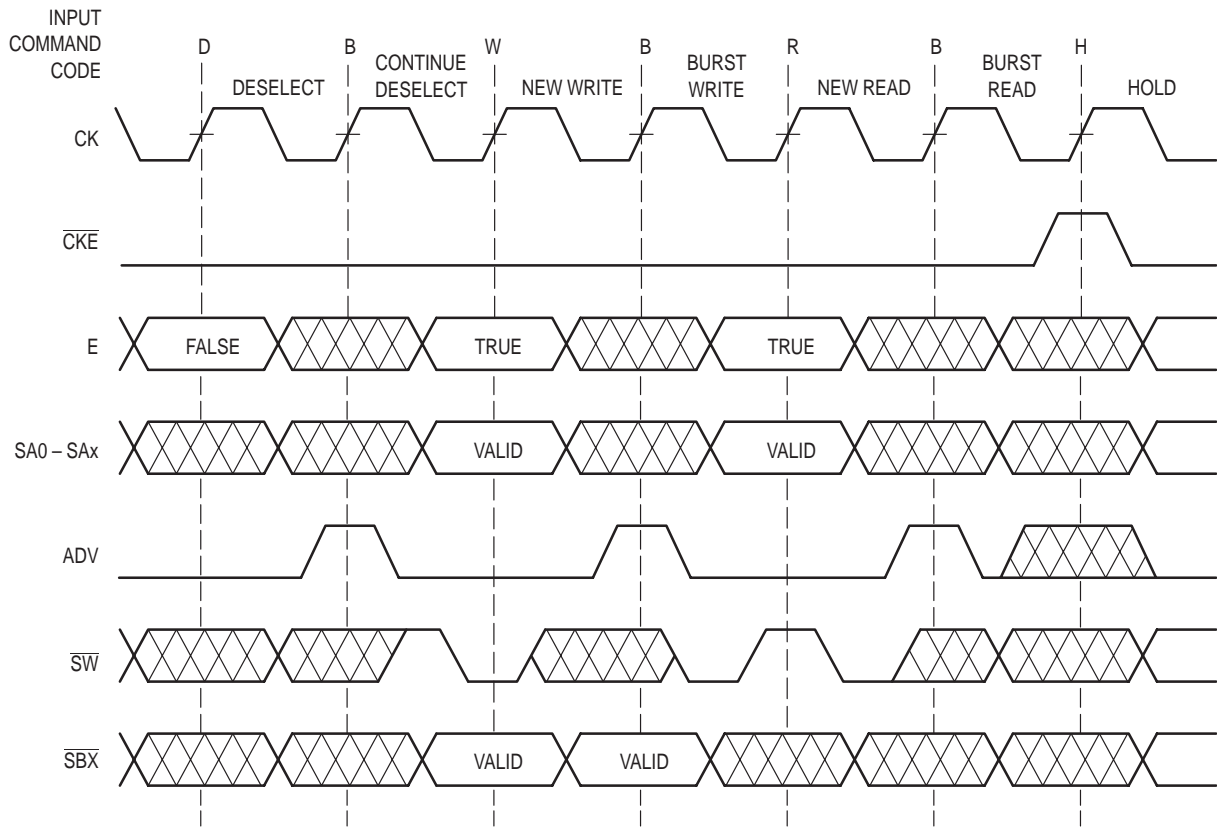 INPUT
COMMAND
CODE
D B W B R B H
DESELECT
CONTINUE
DESELECT
NEW WRITE
BURST
WRITE
NEW READ
BURST
READ
HOLD
CK
CKE
E FALSE TRUE TRUE
SA0 – SAx VALID VALID
ADV
SW
SBX VALID VALID